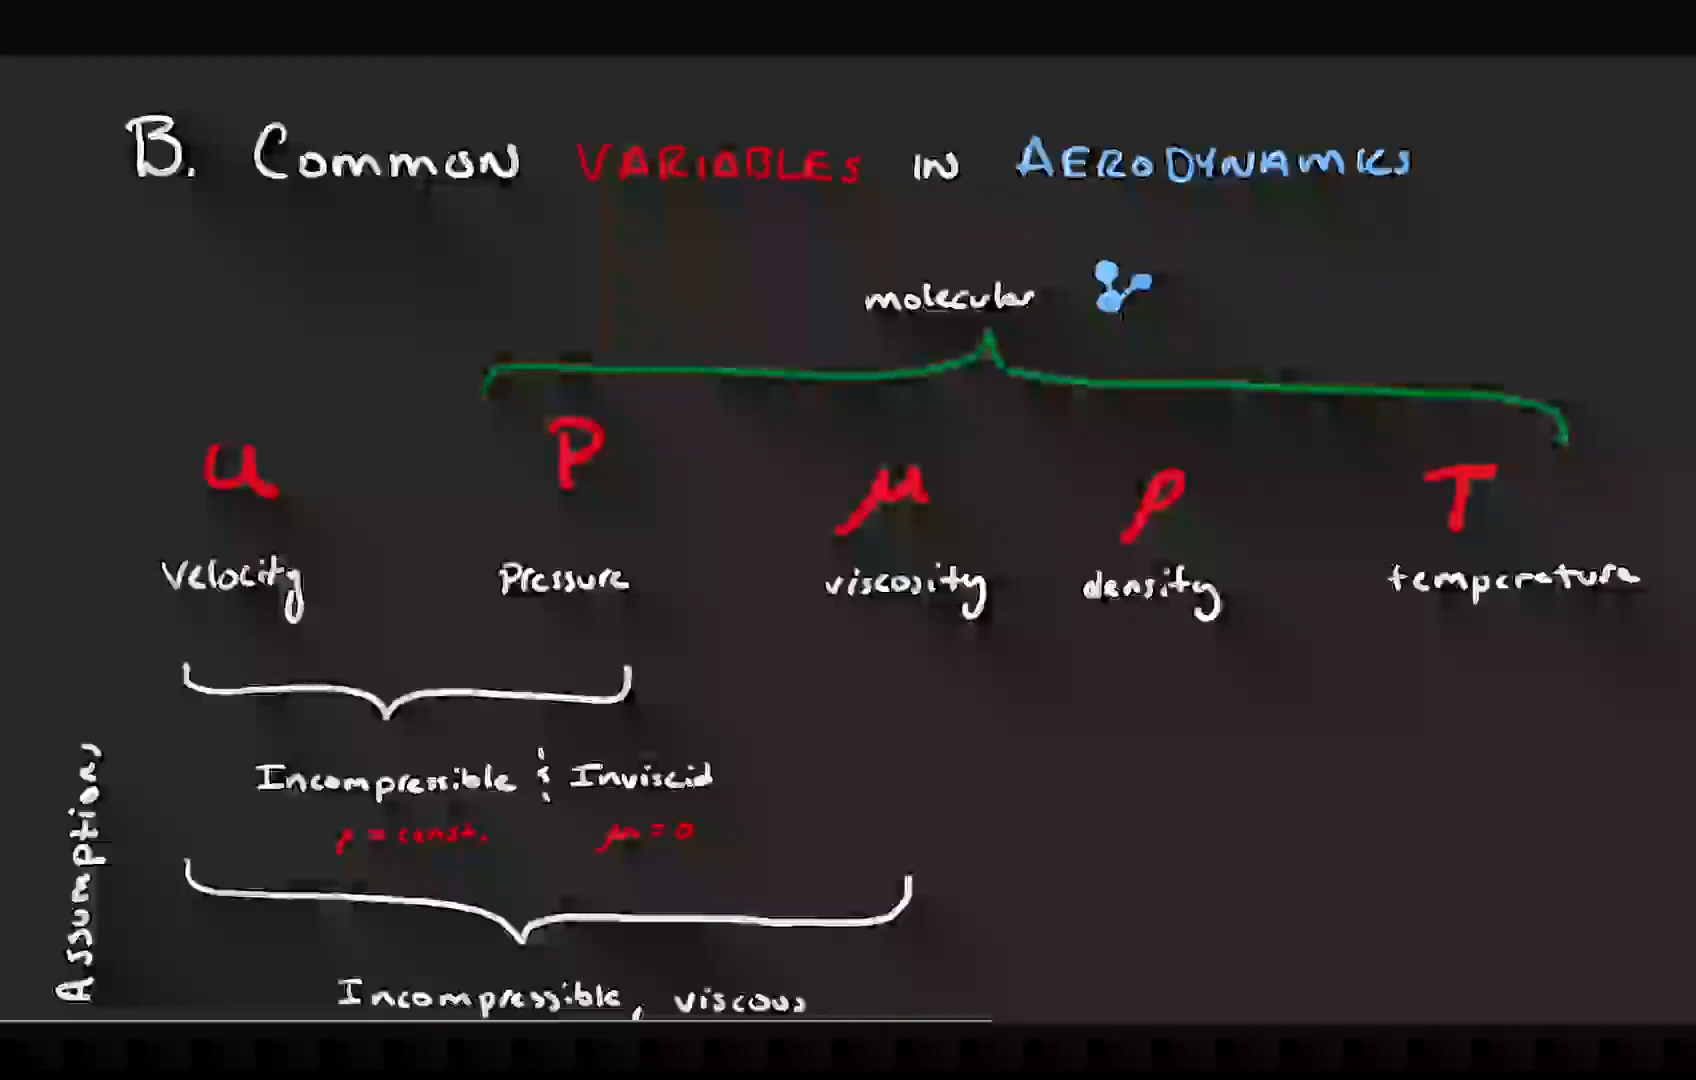 B. Common VARIABLES IN AERODYNAMICS
molecular
u P μ ρ T
Velocity Pressure viscosity density temperature
Incompressible & Inviscid
ρ = const. μ = 0
Incompressible, viscous
Assumptions